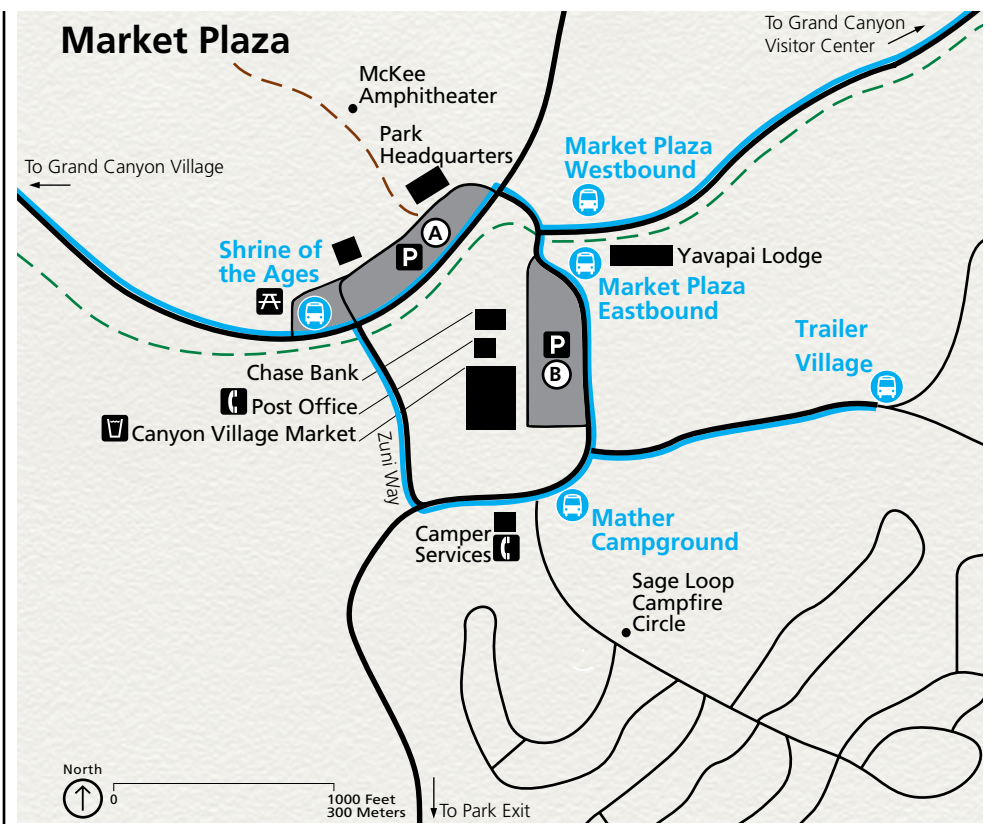 Market Plaza
To Grand Canyon
Visitor Center
McKee
Amphitheater
Park
Headquarters
Market Plaza
Westbound
To Grand Canyon Village
A
P
Shrine of
the Ages
Yavapai Lodge
Market Plaza
Eastbound
Trailer
Village
P
B
Chase Bank
Post Office
Canyon Village Market
Zuni Way
Mather
Campground
Camper
Services
Sage Loop
Campfire
Circle
North
0
1000 Feet
300 Meters
To Park Exit